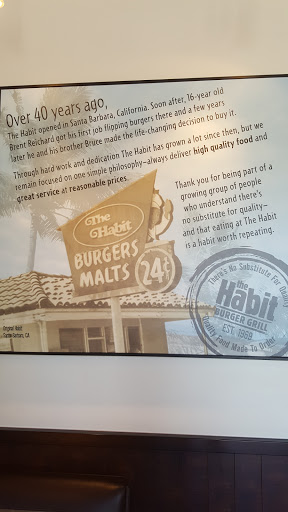 Over 40 years ago,
The Habit opened in Santa Barbara, California. Soon after, 16-year old
Brent Reichard got his first job flipping burgers there and a few years
later he and his brother Bruce made the life-changing decision to buy it.
Through hard work and dedication The Habit has grown a lot since then, but we
remain focused on one simple philosophy–always deliver high quality food and
great service at reasonable prices.
Thank you for being part of a
growing group of people
who understand there's
no substitute for quality–
and that eating at The Habit
is a habit worth repeating.
The
Habit
BURGERS
MALTS
24¢
There's No Substitute For Quality
the
Habit
BURGER GRILL
EST. 1969
Quality Food Made To Order
Original Habit
Santa Barbara, CA